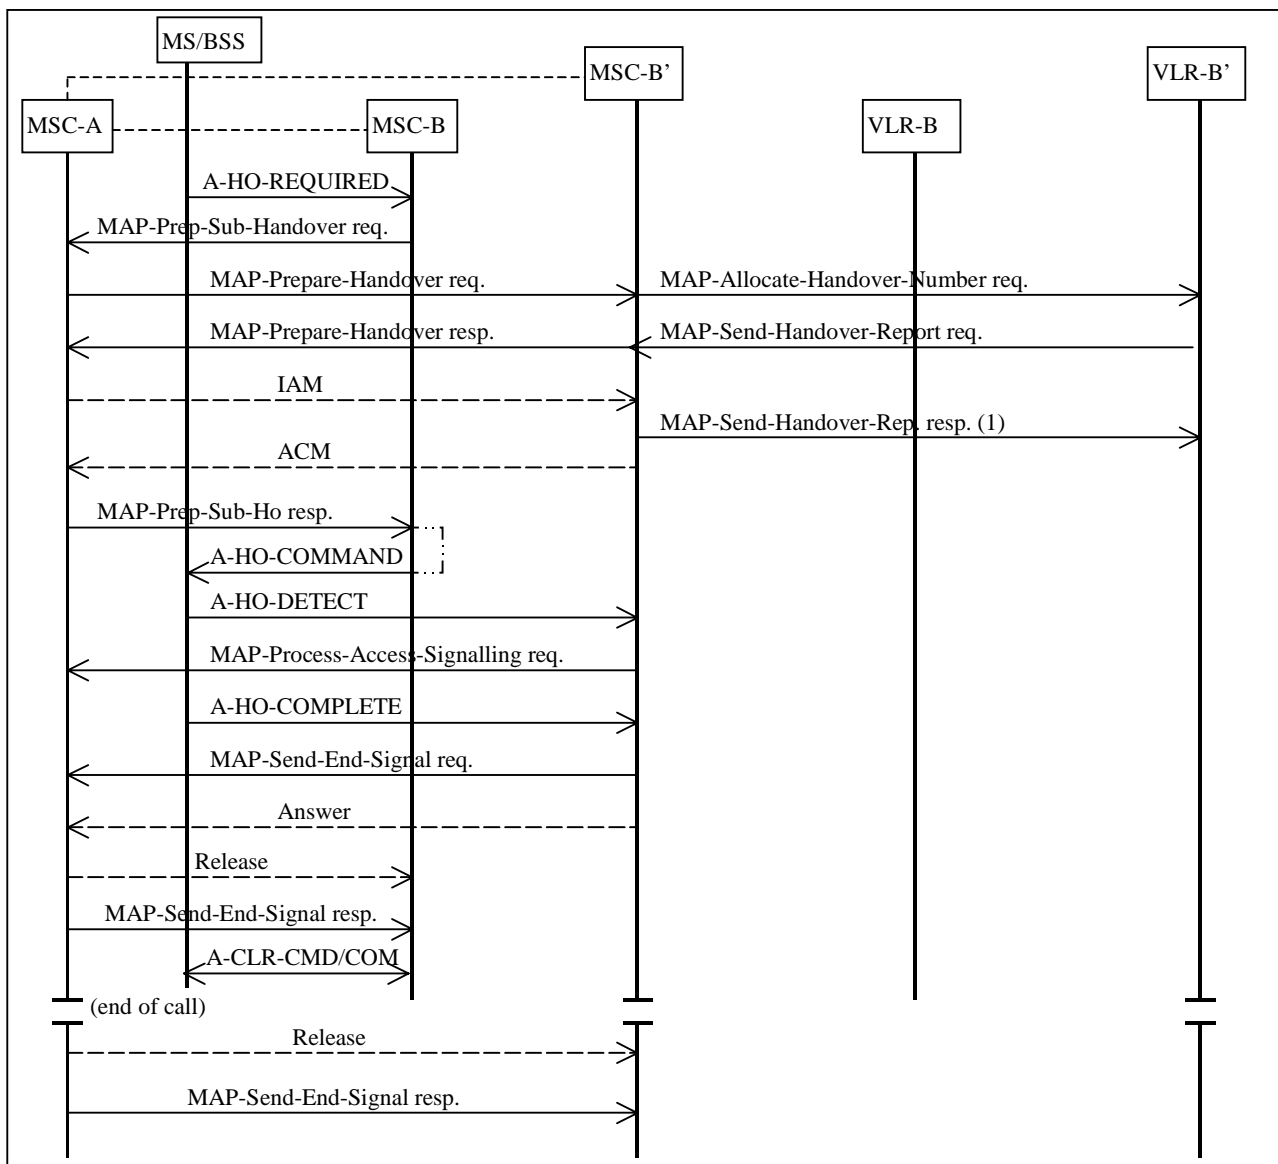 MS/BSS
MSC-B’
VLR-B’
MSC-A
MSC-B
VLR-B
A-HO-REQUIRED
MAP-Prep-Sub-Handover req.
MAP-Prepare-Handover req.
MAP-Allocate-Handover-Number req.
MAP-Prepare-Handover resp.
MAP-Send-Handover-Report req.
IAM
MAP-Send-Handover-Rep. resp. (1)
ACM
MAP-Prep-Sub-Ho resp.
A-HO-COMMAND
A-HO-DETECT
MAP-Process-Access-Signalling req.
A-HO-COMPLETE
MAP-Send-End-Signal req.
Answer
Release
MAP-Send-End-Signal resp.
A-CLR-CMD/COM
(end of call)
Release
MAP-Send-End-Signal resp.